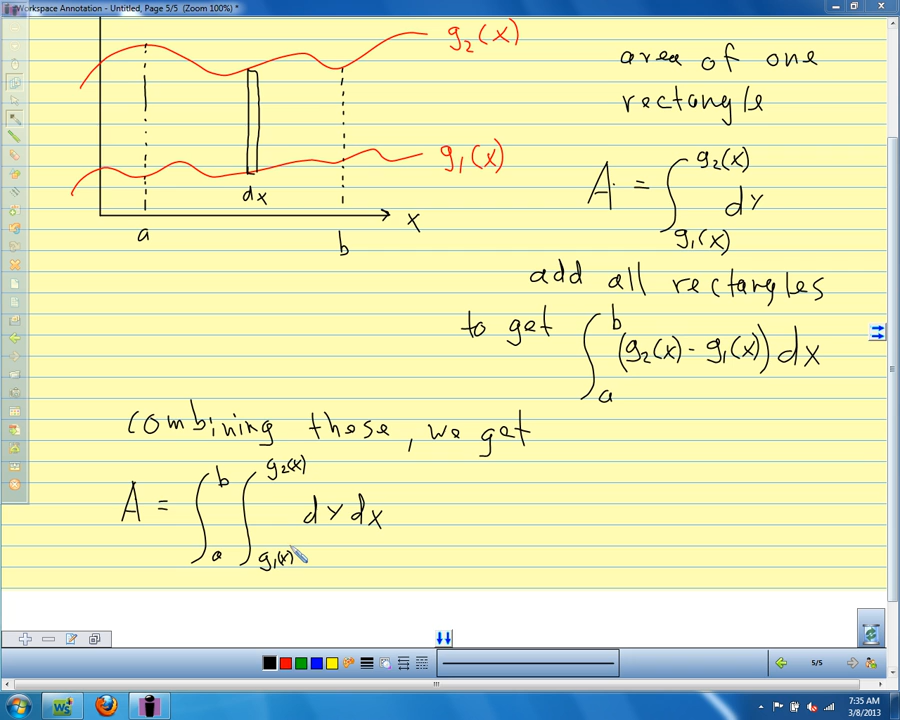 Workspace Annotation - Untitled, Page 5/5 (Zoom 100%) *
g₂(x)
g₁(x)
dx
x
a
b
area of one
rectangle
A = ∫_{g₁(x)}^{g₂(x)} dy
add all rectangles
to get ∫_a^b (g₂(x) - g₁(x)) dx
Combining these, we get
A = ∫_a^b ∫_{g₁(x)}^{g₂(x)} dy dx
5/5
7:35 AM
3/8/2013